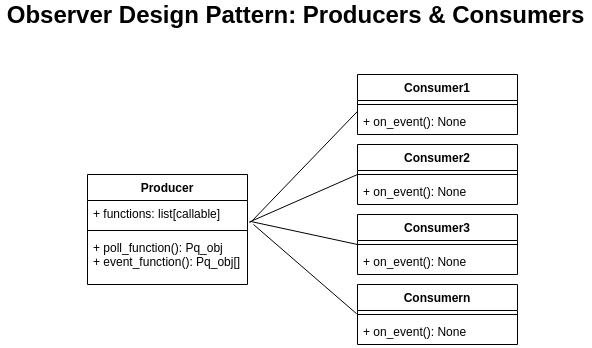 Observer Design Pattern: Producers & Consumers
Consumer1
+ on_event(): None
Consumer2
+ on_event(): None
Producer
+ functions: list[callable]
+ poll_function(): Pq_obj
+ event_function(): Pq_obj[]
Consumer3
+ on_event(): None
Consumern
+ on_event(): None